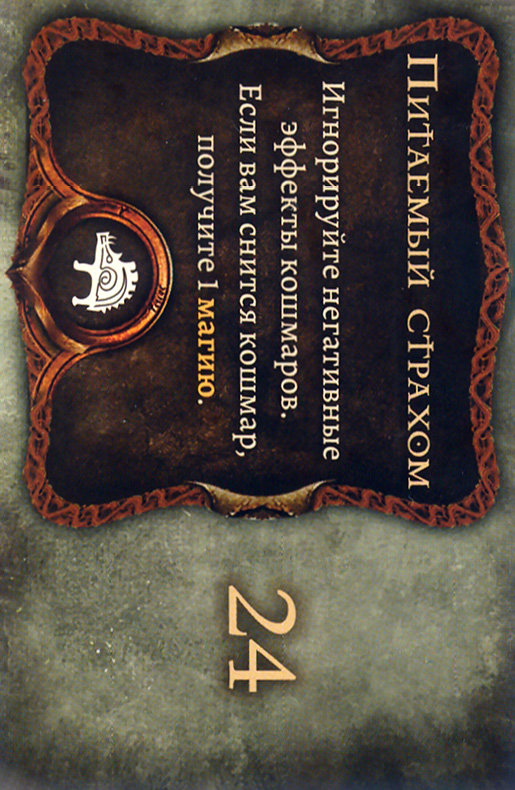 Питаемый страхом
Игнорируйте негативные
эффекты кошмаров.
Если вам снится кошмар,
получите 1 магию.
24